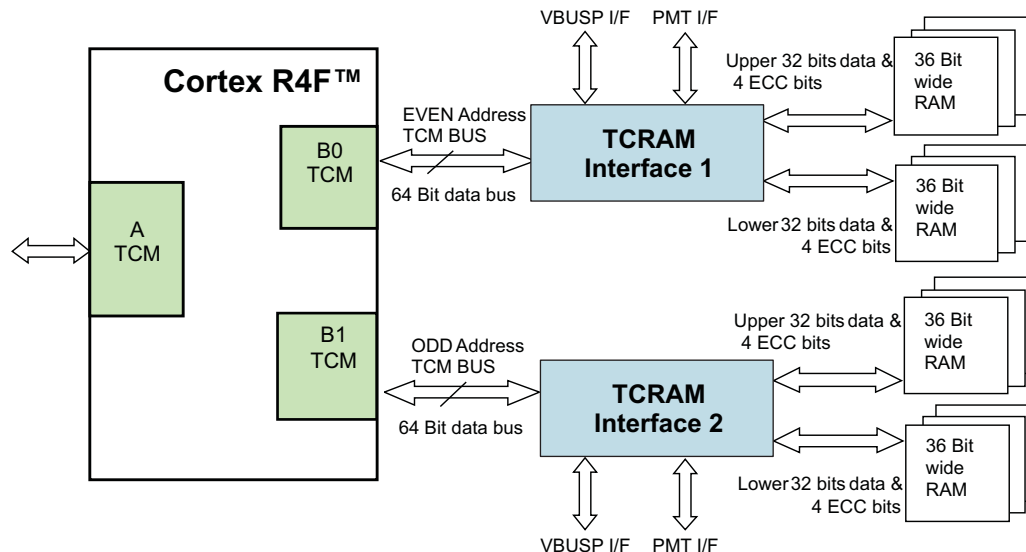 VBUSP I/F
PMT I/F
Cortex R4F™
Upper 32 bits data &
4 ECC bits
36 Bit
wide
RAM
EVEN Address
TCM BUS
64 Bit data bus
B0
TCM
TCRAM
Interface 1
36 Bit
wide
RAM
Lower 32 bits data &
4 ECC bits
A
TCM
B1
TCM
ODD Address
TCM BUS
64 Bit data bus
Upper 32 bits data &
4 ECC bits
36 Bit
wide
RAM
TCRAM
Interface 2
36 Bit
wide
RAM
Lower 32 bits data &
4 ECC bits
VBUSP I/F
PMT I/F